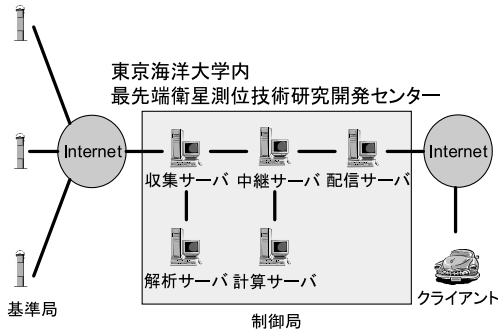 東京海洋大学内
最先端衛星測位技術研究開発センター
Internet
Internet
収集サーバ
中継サーバ
配信サーバ
解析サーバ
計算サーバ
クライアント
基準局
制御局